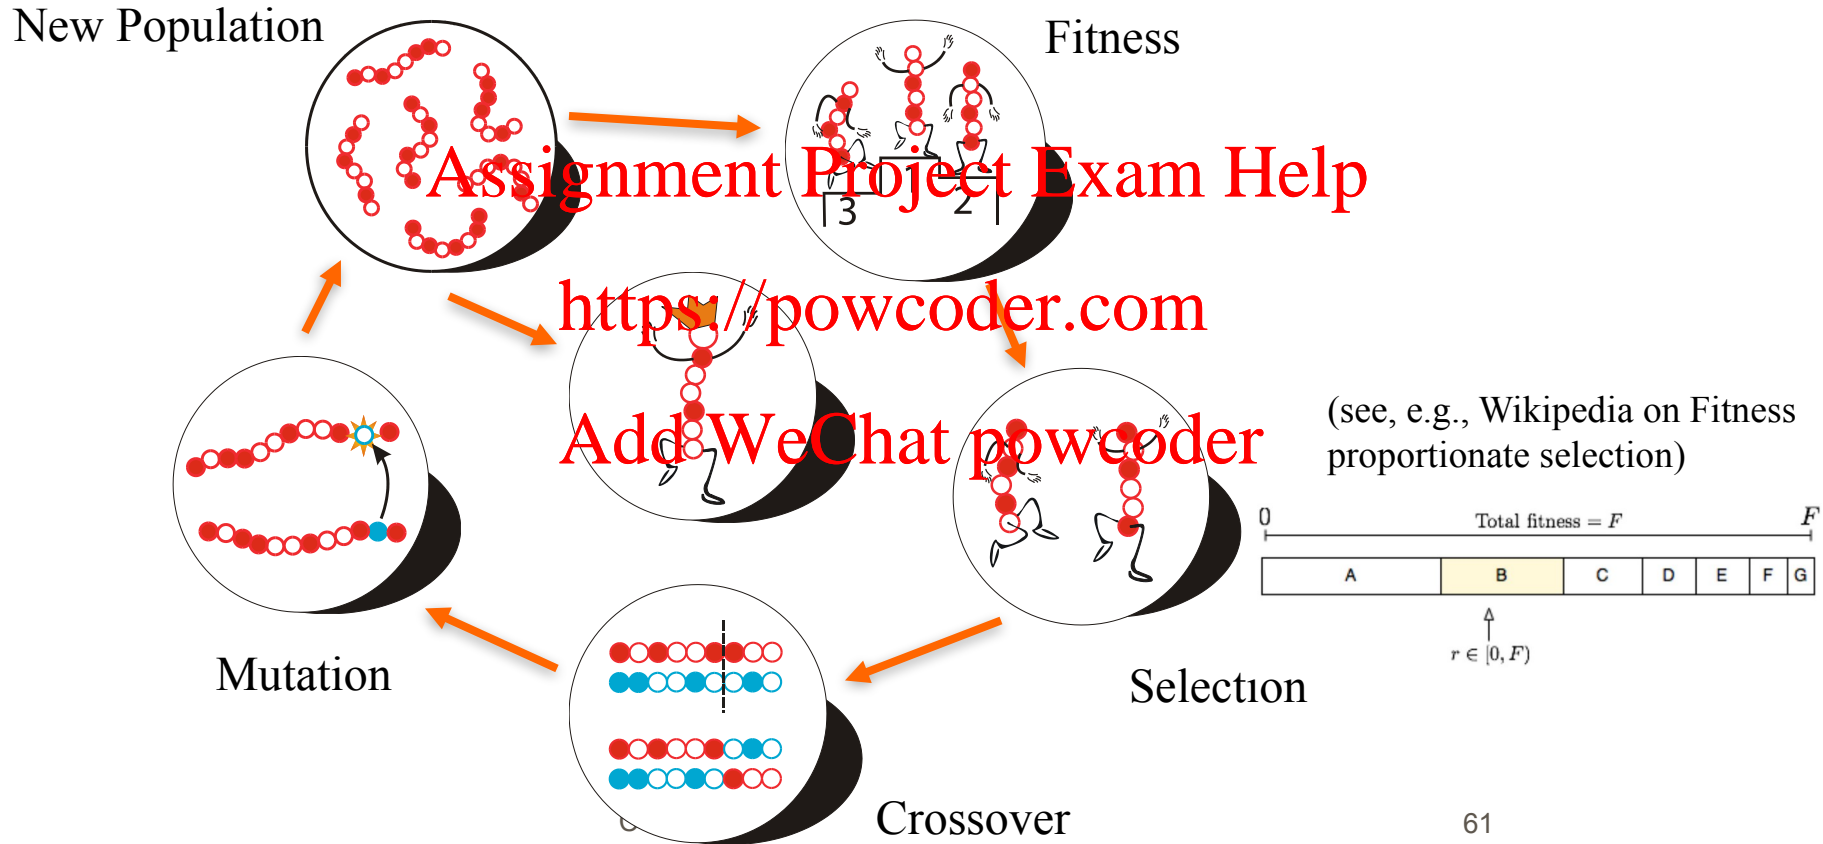 New Population
Fitness
Assignment Project Exam Help
1
2
3
https://powcoder.com
Add WeChat powcoder
(see, e.g., Wikipedia on Fitness
proportionate selection)
0
Total fitness = F
F
A B C D E F G
r ∈ [0, F)
Mutation
Selection
Crossover
61